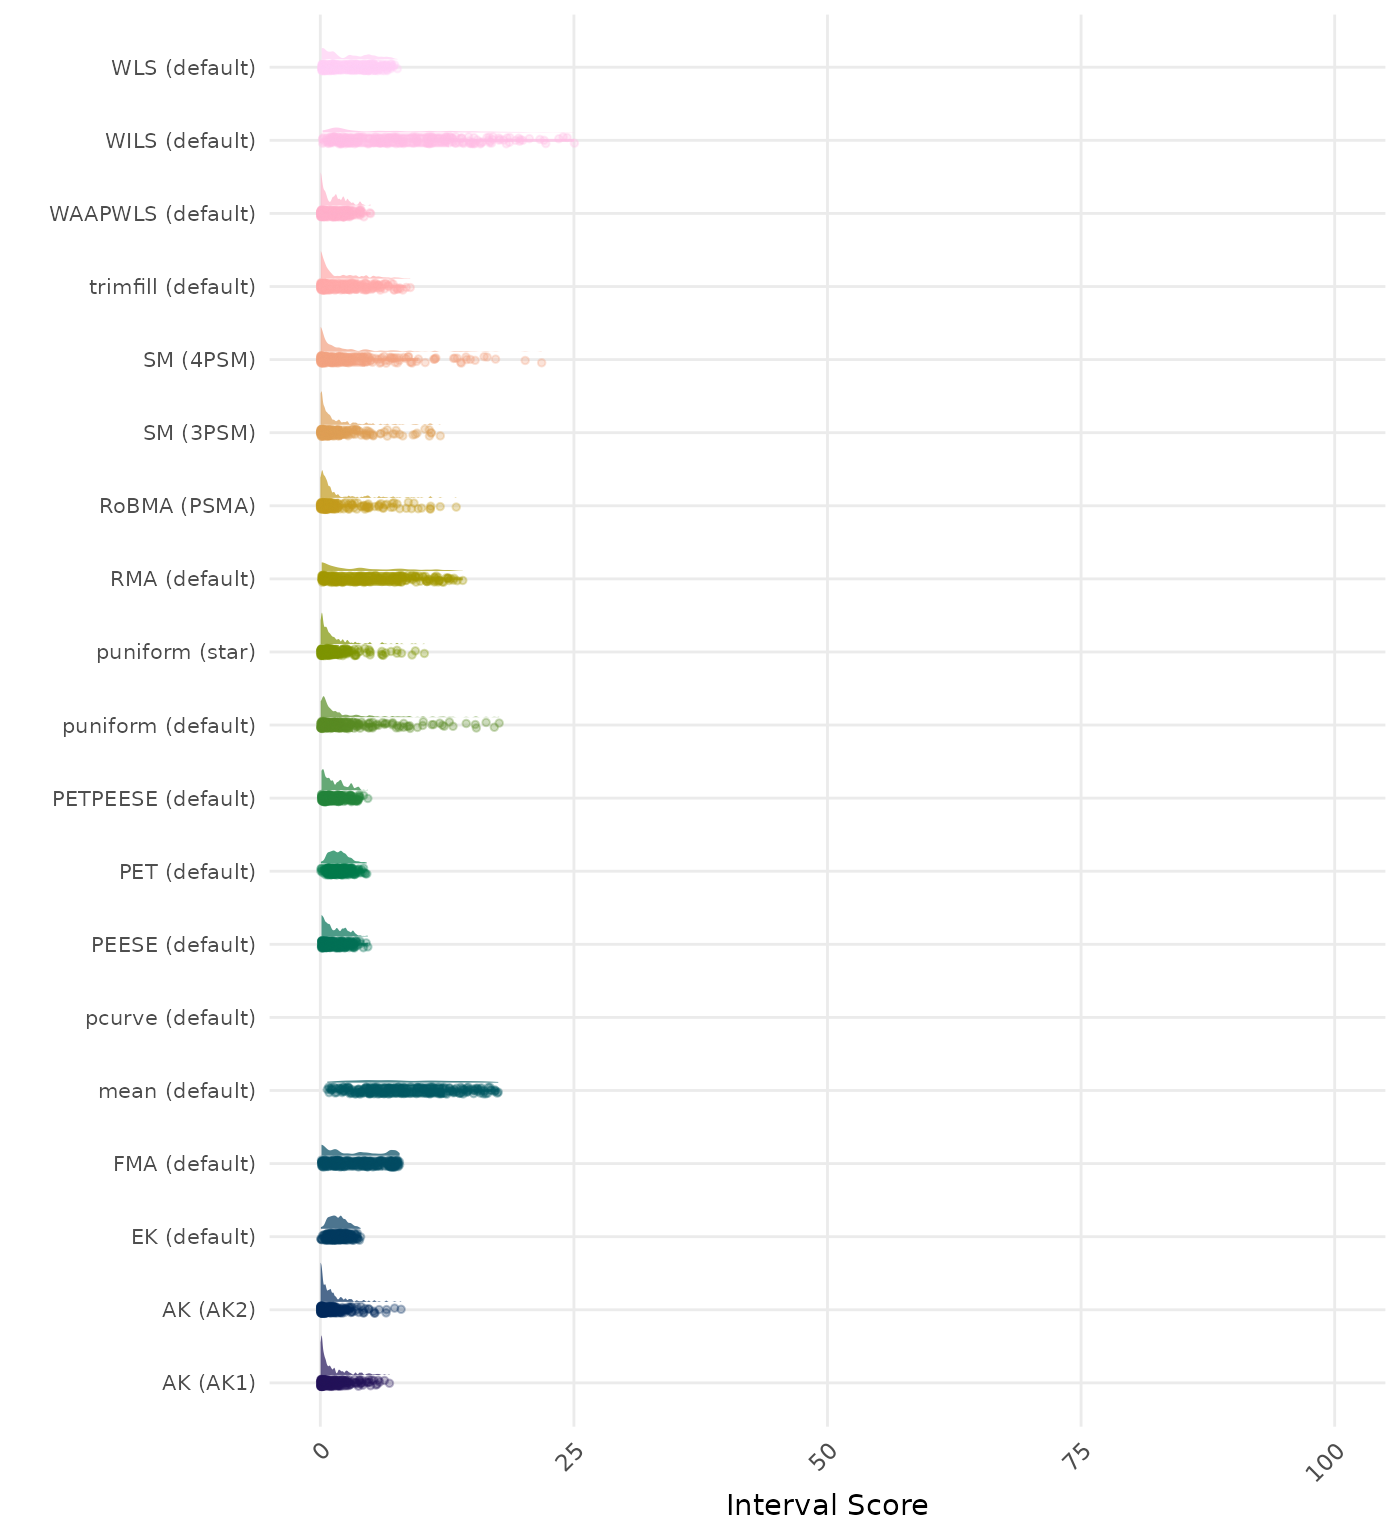 WLS (default)
WILS (default)
WAAPWLS (default)
trimfill (default)
SM (4PSM)
SM (3PSM)
RoBMA (PSMA)
RMA (default)
puniform (star)
puniform (default)
PETPEESE (default)
PET (default)
PEESE (default)
pcurve (default)
mean (default)
FMA (default)
EK (default)
AK (AK2)
AK (AK1)
0 25 50 75 100
Interval Score